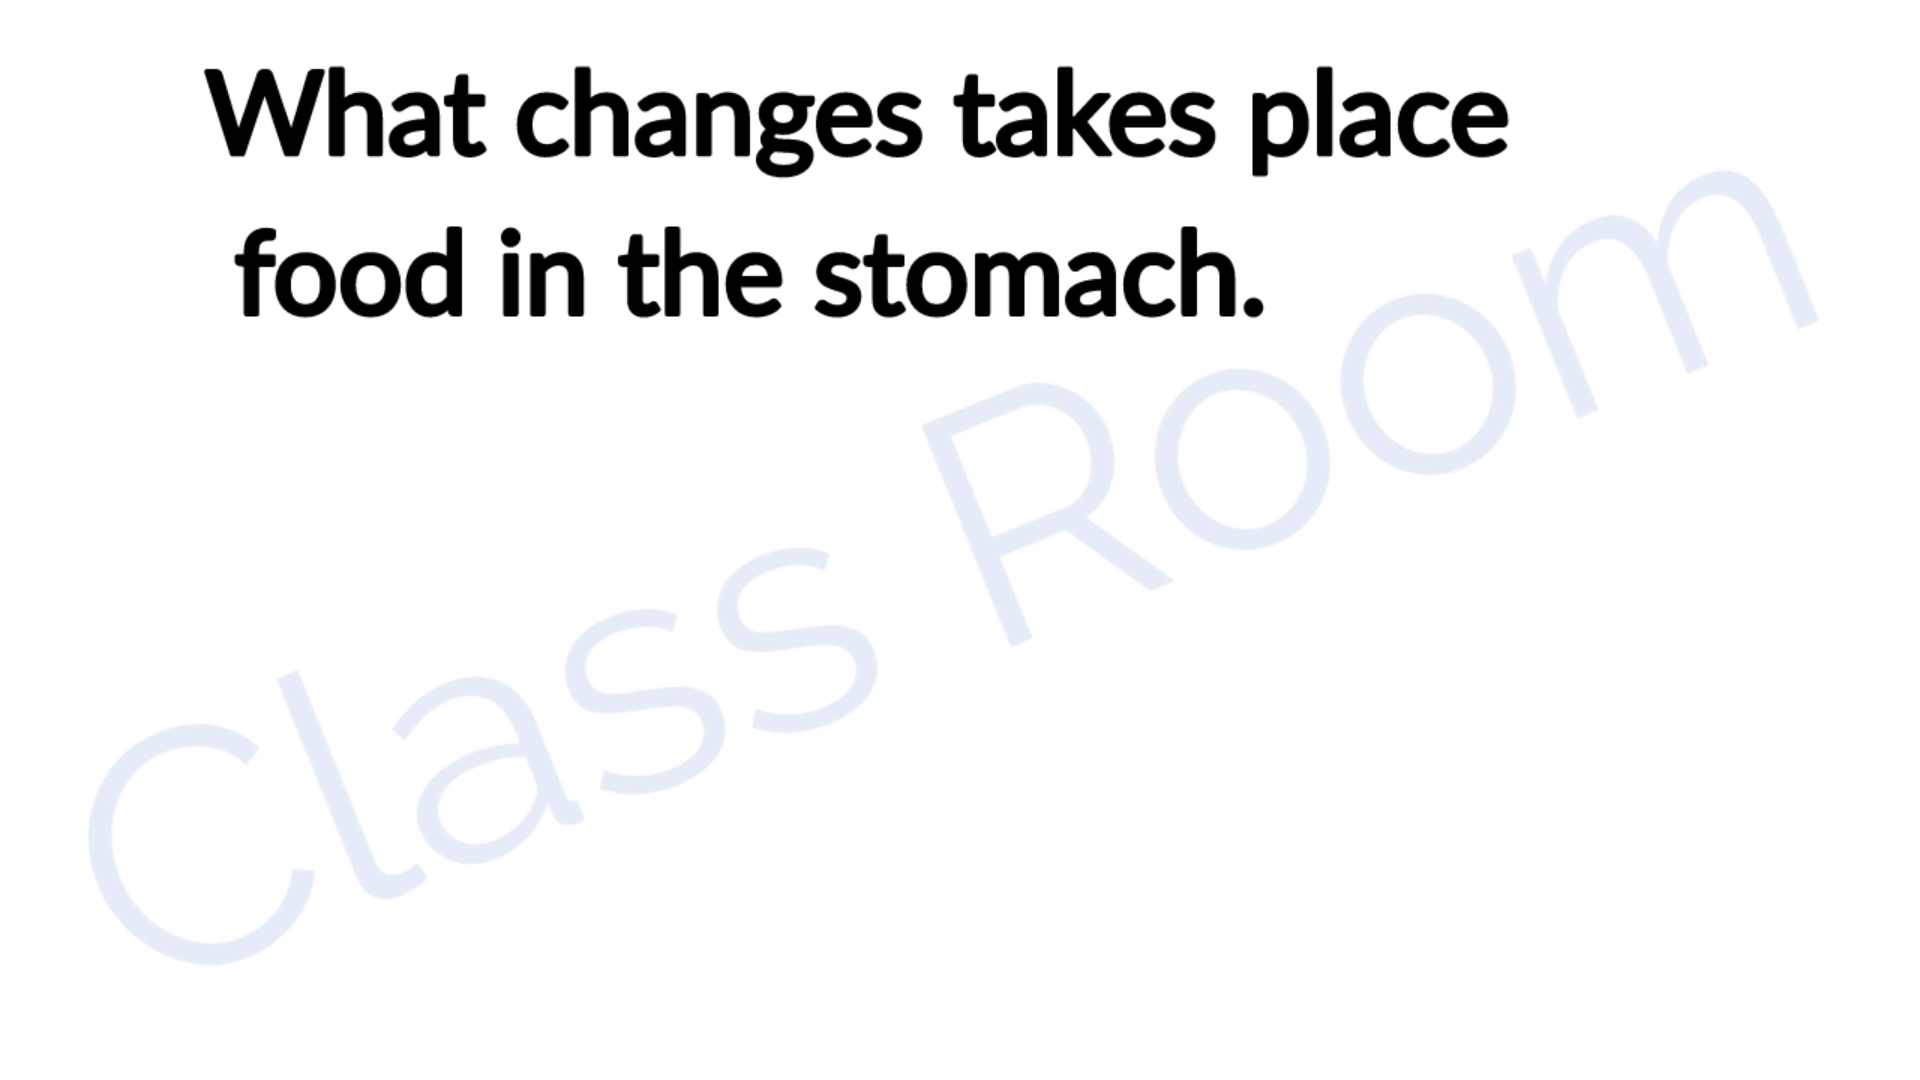 What changes takes place
food in the stomach.
Class Room